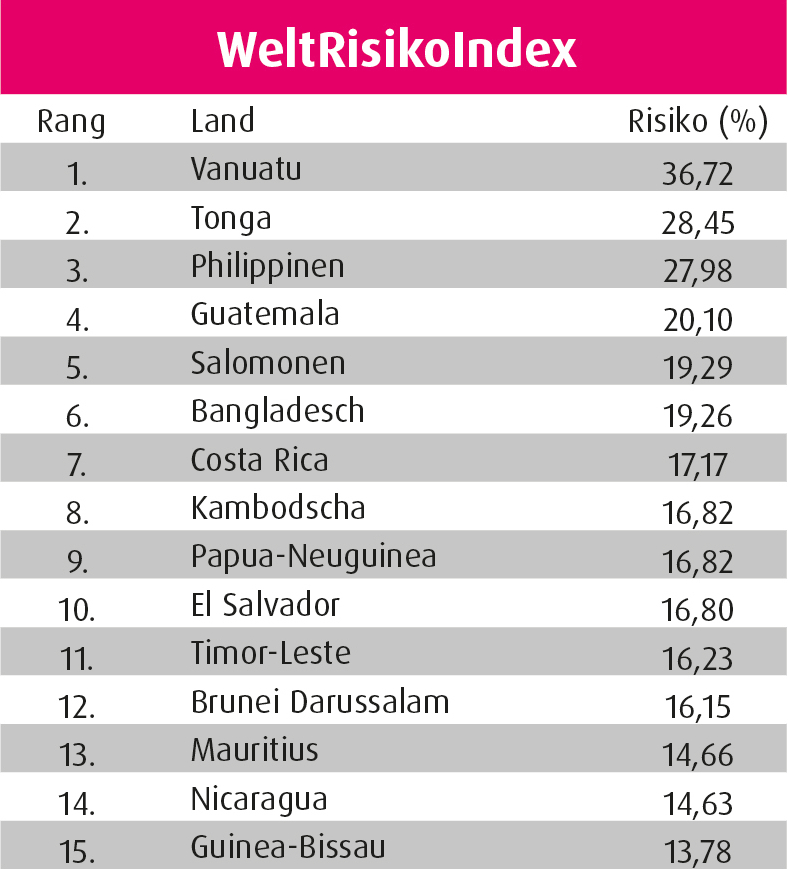 WeltRisikoIndex
Rang Land Risiko (%)
1. Vanuatu 36,72
2. Tonga 28,45
3. Philippinen 27,98
4. Guatemala 20,10
5. Salomonen 19,29
6. Bangladesch 19,26
7. Costa Rica 17,17
8. Kambodscha 16,82
9. Papua-Neuguinea 16,82
10. El Salvador 16,80
11. Timor-Leste 16,23
12. Brunei Darussalam 16,15
13. Mauritius 14,66
14. Nicaragua 14,63
15. Guinea-Bissau 13,78